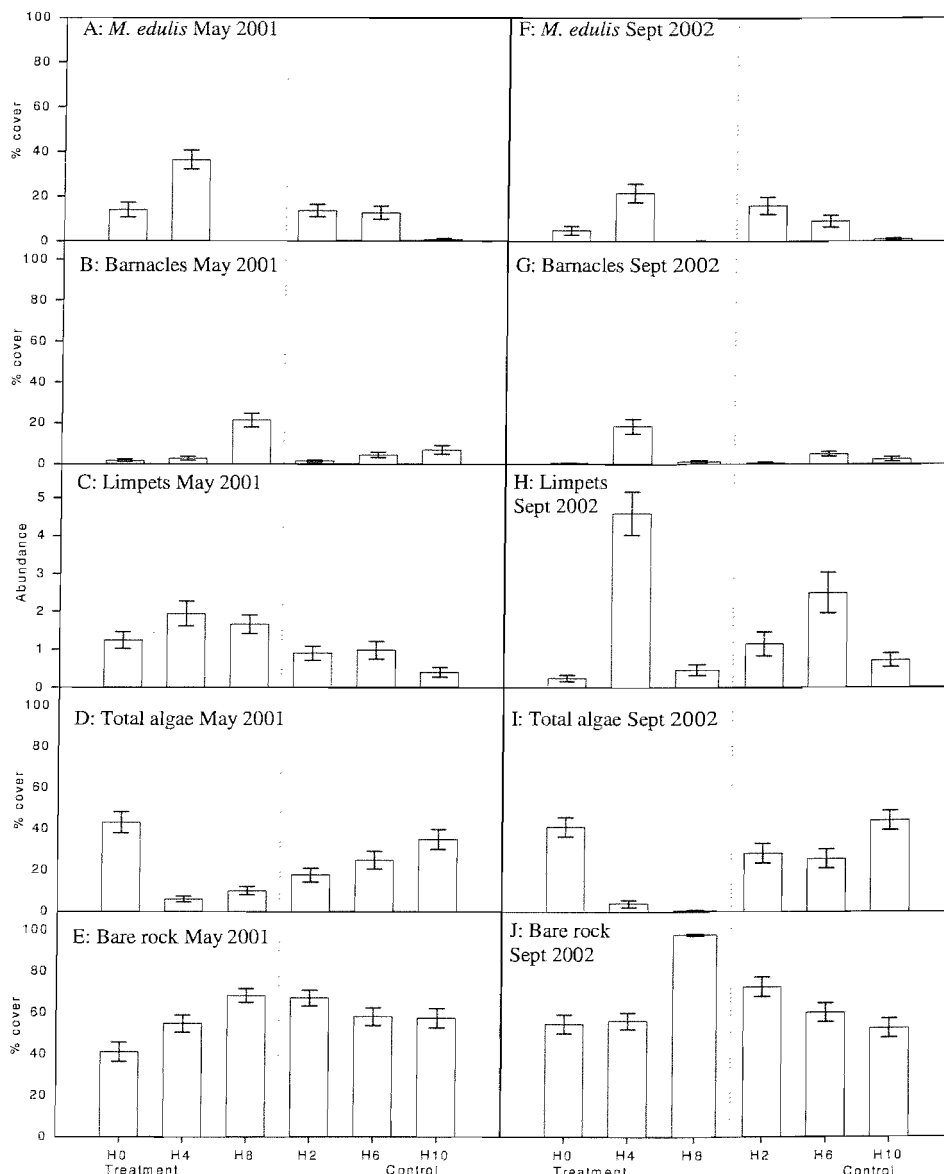 A: M. edulis May 2001
F: M. edulis Sept 2002
100
80
60
40
20
0
% cover
B: Barnacles May 2001
G: Barnacles Sept 2002
100
80
60
40
20
0
% cover
C: Limpets May 2001
H: Limpets
Sept 2002
5
4
3
2
1
0
Abundance
D: Total algae May 2001
I: Total algae Sept 2002
100
80
60
40
20
0
% cover
E: Bare rock May 2001
J: Bare rock
Sept 2002
100
80
60
40
20
0
% cover
H0 H4 H8 H2 H6 H10 H0 H4 H8 H2 H6 H10
Treatment Control Treatment Control